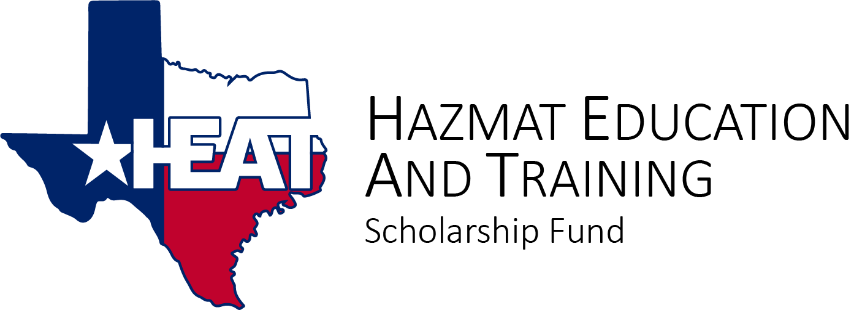 HEAT
HAZMAT EDUCATION
AND TRAINING
Scholarship Fund